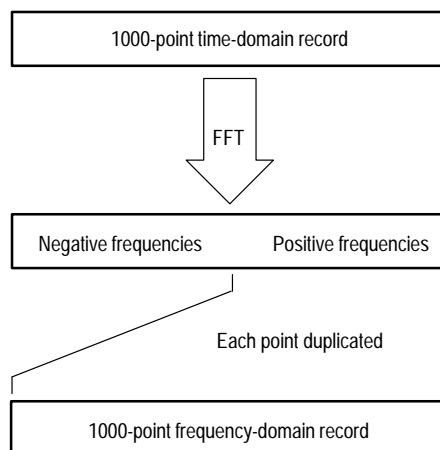 1000-point time-domain record
FFT
Negative frequencies Positive frequencies
Each point duplicated
1000-point frequency-domain record